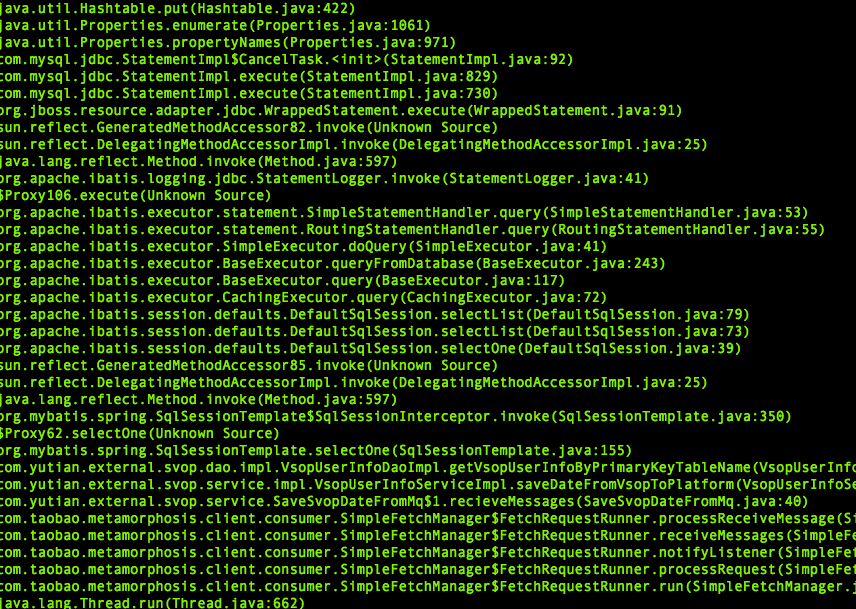 java.util.Hashtable.put(Hashtable.java:422)
java.util.Properties.enumerate(Properties.java:1061)
java.util.Properties.propertyNames(Properties.java:971)
com.mysql.jdbc.StatementImpl$CancelTask.<init>(StatementImpl.java:92)
com.mysql.jdbc.StatementImpl.execute(StatementImpl.java:829)
com.mysql.jdbc.StatementImpl.execute(StatementImpl.java:730)
org.jboss.resource.adapter.jdbc.WrappedStatement.execute(WrappedStatement.java:91)
sun.reflect.GeneratedMethodAccessor82.invoke(Unknown Source)
sun.reflect.DelegatingMethodAccessorImpl.invoke(DelegatingMethodAccessorImpl.java:25)
java.lang.reflect.Method.invoke(Method.java:597)
org.apache.ibatis.logging.jdbc.StatementLogger.invoke(StatementLogger.java:41)
$Proxy106.execute(Unknown Source)
org.apache.ibatis.executor.statement.SimpleStatementHandler.query(SimpleStatementHandler.java:53)
org.apache.ibatis.executor.statement.RoutingStatementHandler.query(RoutingStatementHandler.java:55)
org.apache.ibatis.executor.SimpleExecutor.doQuery(SimpleExecutor.java:41)
org.apache.ibatis.executor.BaseExecutor.queryFromDatabase(BaseExecutor.java:243)
org.apache.ibatis.executor.BaseExecutor.query(BaseExecutor.java:117)
org.apache.ibatis.executor.CachingExecutor.query(CachingExecutor.java:72)
org.apache.ibatis.session.defaults.DefaultSqlSession.selectList(DefaultSqlSession.java:79)
org.apache.ibatis.session.defaults.DefaultSqlSession.selectList(DefaultSqlSession.java:73)
org.apache.ibatis.session.defaults.DefaultSqlSession.selectOne(DefaultSqlSession.java:39)
sun.reflect.GeneratedMethodAccessor85.invoke(Unknown Source)
sun.reflect.DelegatingMethodAccessorImpl.invoke(DelegatingMethodAccessorImpl.java:25)
java.lang.reflect.Method.invoke(Method.java:597)
org.mybatis.spring.SqlSessionTemplate$SqlSessionInterceptor.invoke(SqlSessionTemplate.java:350)
$Proxy62.selectOne(Unknown Source)
org.mybatis.spring.SqlSessionTemplate.selectOne(SqlSessionTemplate.java:155)
com.yutian.external.svop.dao.impl.VsopUserInfoDaoImpl.getVsopUserInfoByPrimaryKeyTableName(VsopUserInfo
com.yutian.external.svop.service.impl.VsopUserInfoServiceImpl.saveDateFromVsopToPlatform(VsopUserInfoSe
com.yutian.external.svop.service.SaveSvopDateFromMq$1.recieveMessages(SaveSvopDateFromMq.java:40)
com.taobao.metamorphosis.client.consumer.SimpleFetchManager$FetchRequestRunner.processReceiveMessage(Si
com.taobao.metamorphosis.client.consumer.SimpleFetchManager$FetchRequestRunner.receiveMessages(SimpleFe
com.taobao.metamorphosis.client.consumer.SimpleFetchManager$FetchRequestRunner.notifyListener(SimpleFet
com.taobao.metamorphosis.client.consumer.SimpleFetchManager$FetchRequestRunner.processRequest(SimpleFet
com.taobao.metamorphosis.client.consumer.SimpleFetchManager$FetchRequestRunner.run(SimpleFetchManager.j
java.lang.Thread.run(Thread.java:662)